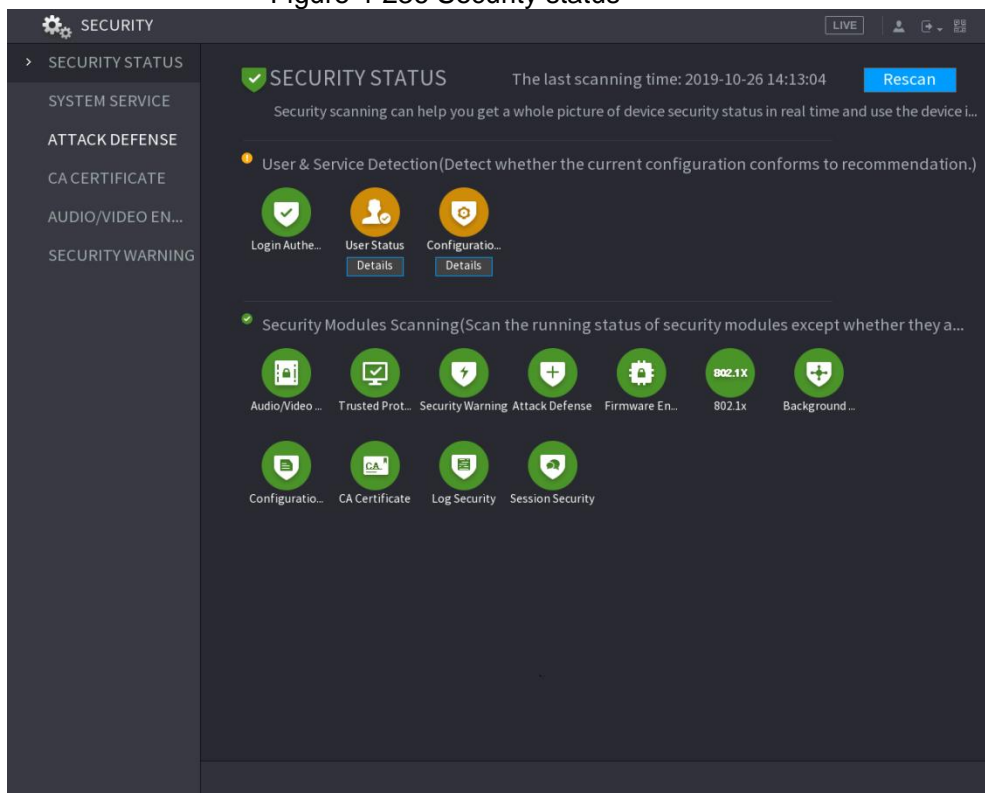 SECURITY
LIVE
SECURITY STATUS
SYSTEM SERVICE
ATTACK DEFENSE
CA CERTIFICATE
AUDIO/VIDEO EN...
SECURITY WARNING
SECURITY STATUS
The last scanning time: 2019-10-26 14:13:04
Rescan
Security scanning can help you get a whole picture of device security status in real time and use the device i...
User & Service Detection(Detect whether the current configuration conforms to recommendation.)
Login Authe...
User Status
Configuratio...
Details
Details
Security Modules Scanning(Scan the running status of security modules except whether they a...
802.1X
Audio/Video ...
Trusted Prot...
Security Warning
Attack Defense
Firmware En...
802.1x
Background ...
CA
Configuratio...
CA Certificate
Log Security
Session Security